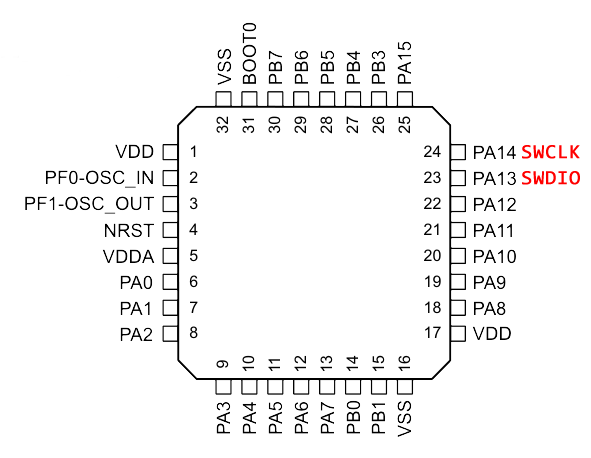 VSS
BOOT0
PB7
PB6
PB5
PB4
PB3
PA15
32
31
30
29
28
27
26
25
VDD 1
PF0-OSC_IN 2
PF1-OSC_OUT 3
NRST 4
VDDA 5
PA0 6
PA1 7
PA2 8
24 PA14 SWCLK
23 PA13 SWDIO
22 PA12
21 PA11
20 PA10
19 PA9
18 PA8
17 VDD
9
10
11
12
13
14
15
16
PA3
PA4
PA5
PA6
PA7
PB0
PB1
VSS